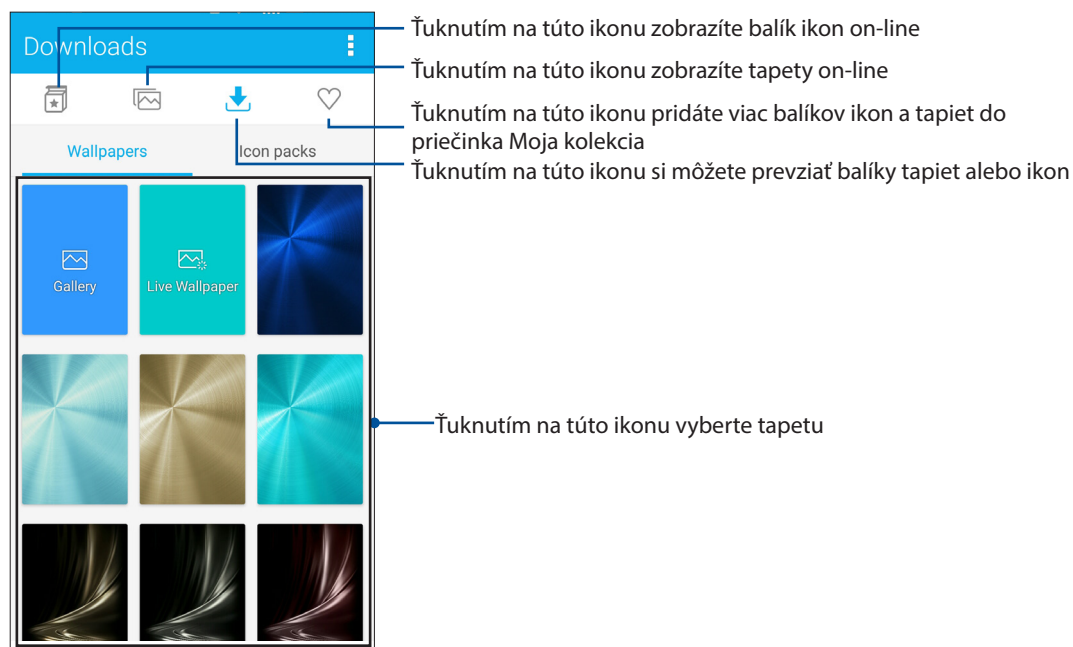 Downloads
Ťuknutím na túto ikonu zobrazíte balík ikon on-line
Ťuknutím na túto ikonu zobrazíte tapety on-line
Ťuknutím na túto ikonu pridáte viac balíkov ikon a tapiet do
priečinka Moja kolekcia
Ťuknutím na túto ikonu si môžete prevziať balíky tapiet alebo ikon
Wallpapers
Icon packs
Gallery
Live Wallpaper
Ťuknutím na túto ikonu vyberte tapetu